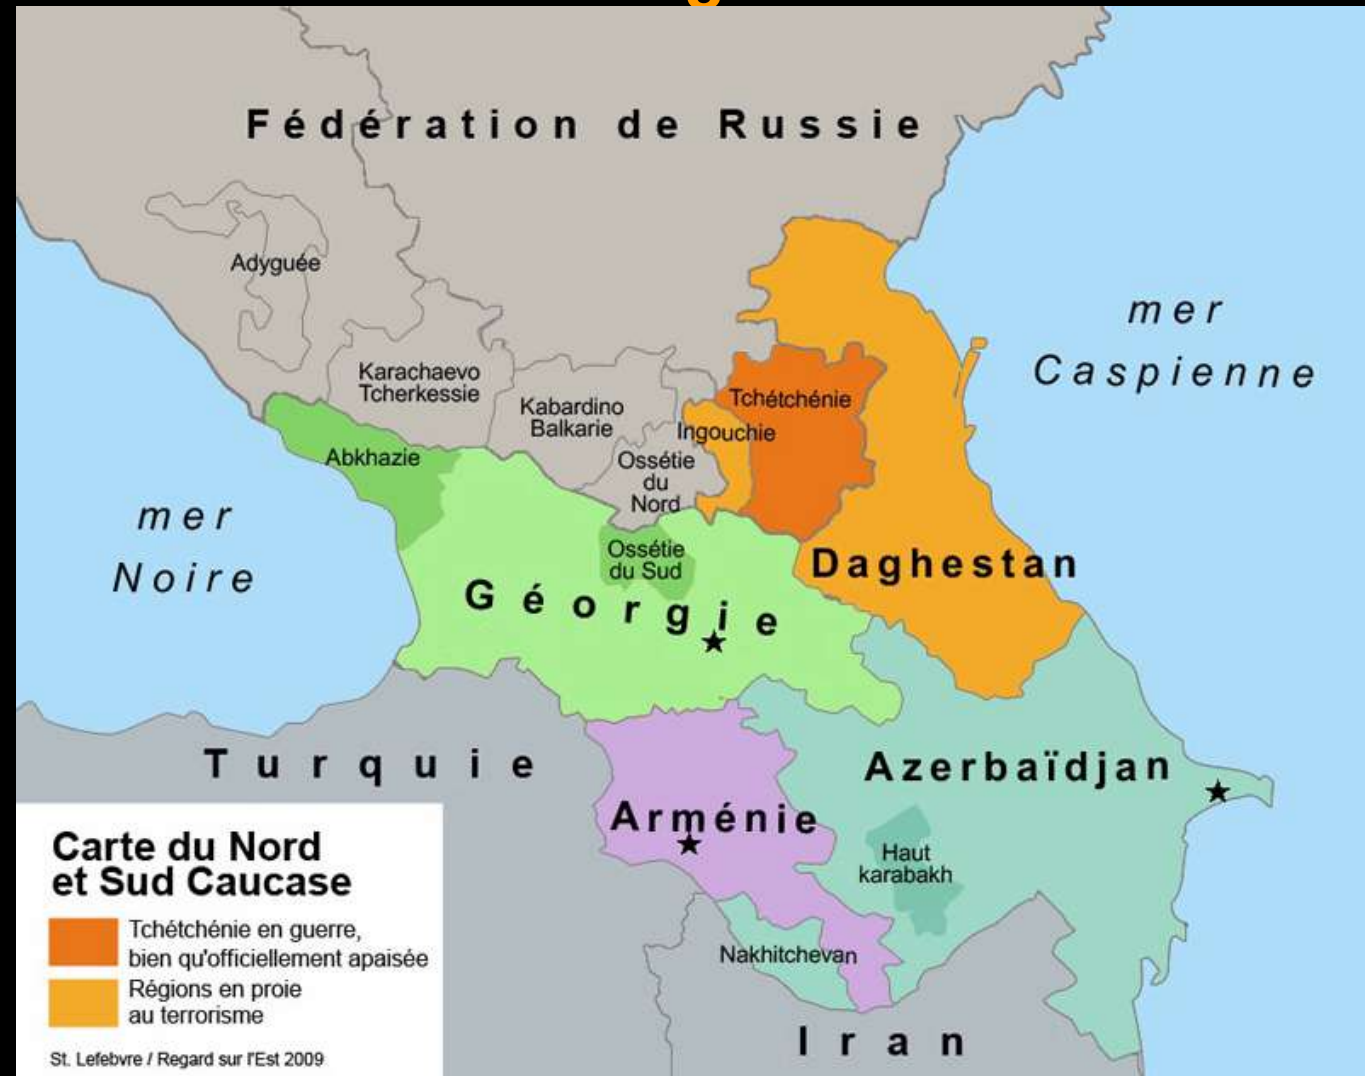 Fédération de Russie
Adyguée
Karachaevo
Tcherkessie
Kabardino
Balkarie
Ossétie
du
Nord
Ingouchie
Tchétchénie
mer
Caspienne
Abkhazie
mer
Noire
Ossétie
du Sud
Géorgie
Daghestan
Turquie
Arménie
Azerbaïdjan
Haut
karabakh
Nakhitchevan
Iran
Carte du Nord
et Sud Caucase
Tchétchénie en guerre,
bien qu'officiellement apaisée
Régions en proie
au terrorisme
St. Lefebvre / Regard sur l'Est 2009